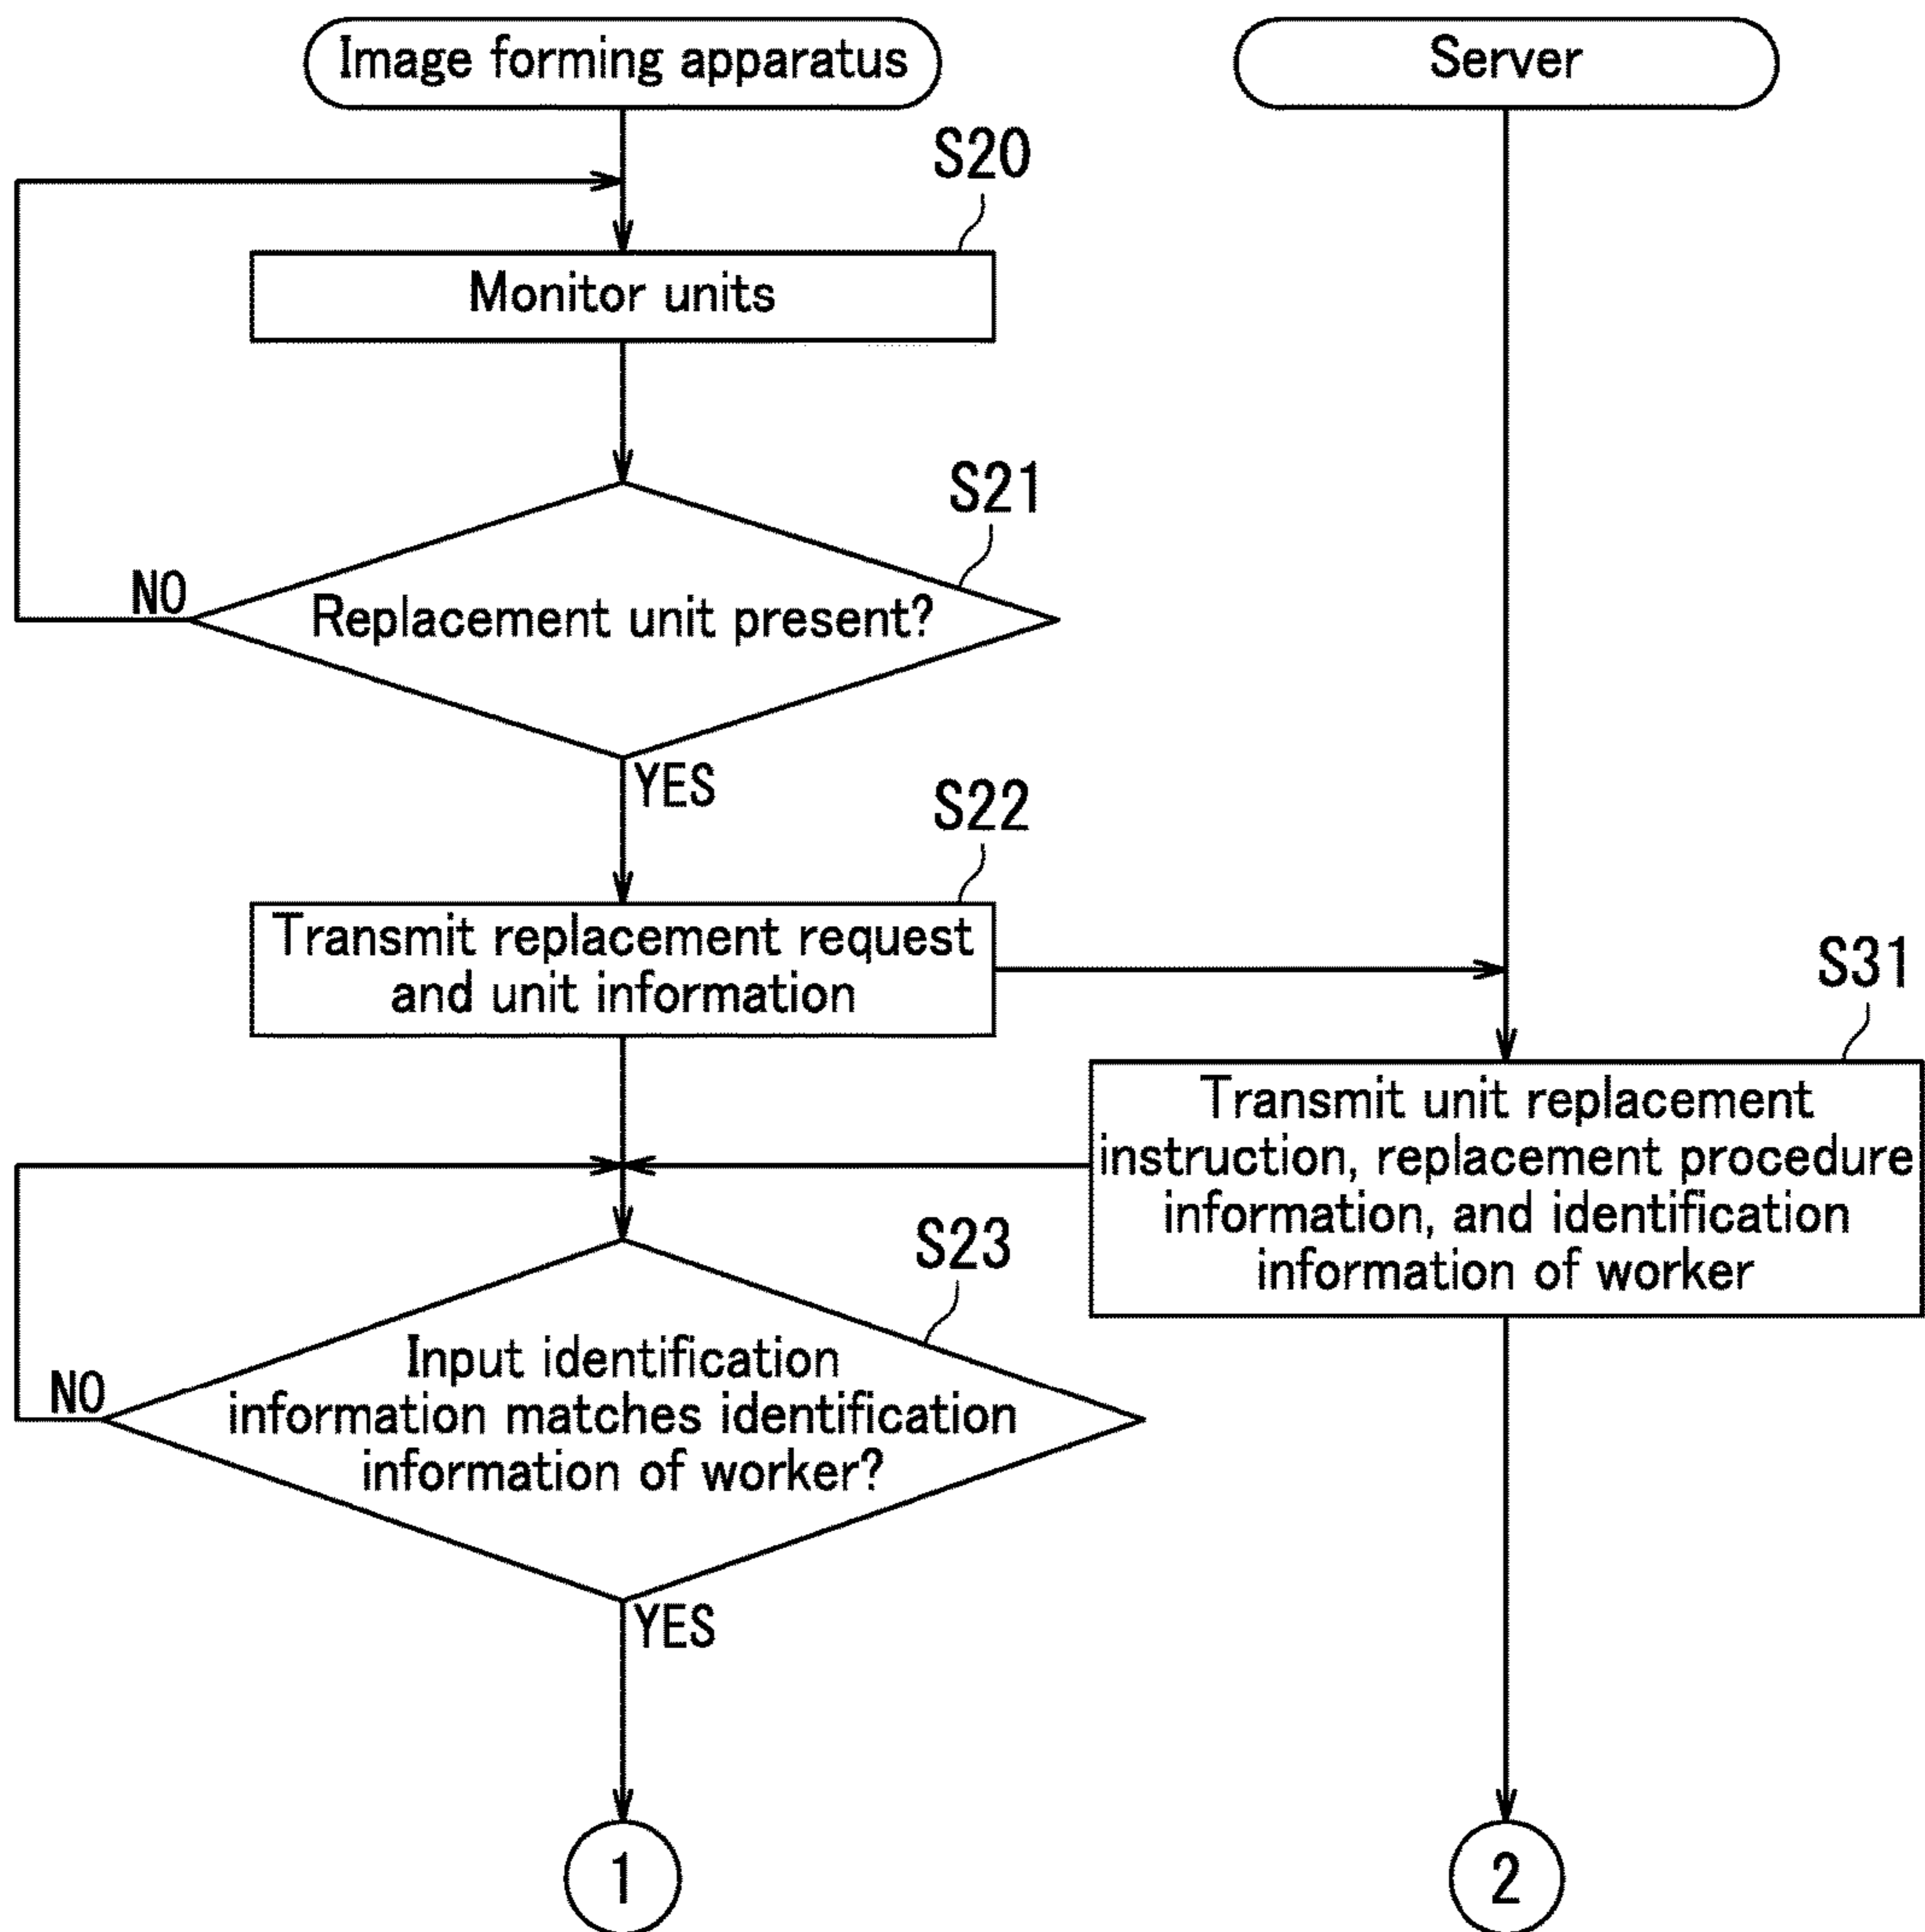 Image forming apparatus
Server
S20
Monitor units
S21
Replacement unit present?
NO
YES
S22
Transmit replacement request
and unit information
S31
Transmit unit replacement
instruction, replacement procedure
information, and identification
information of worker
S23
Input identification
information matches identification
information of worker?
NO
YES
1
2